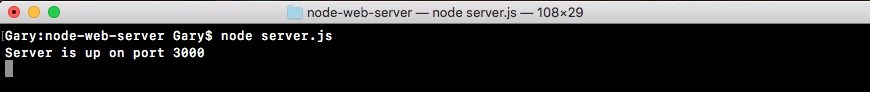 node-web-server — node server.js — 108×29
[Gary:node-web-server Gary$ node server.js
Server is up on port 3000